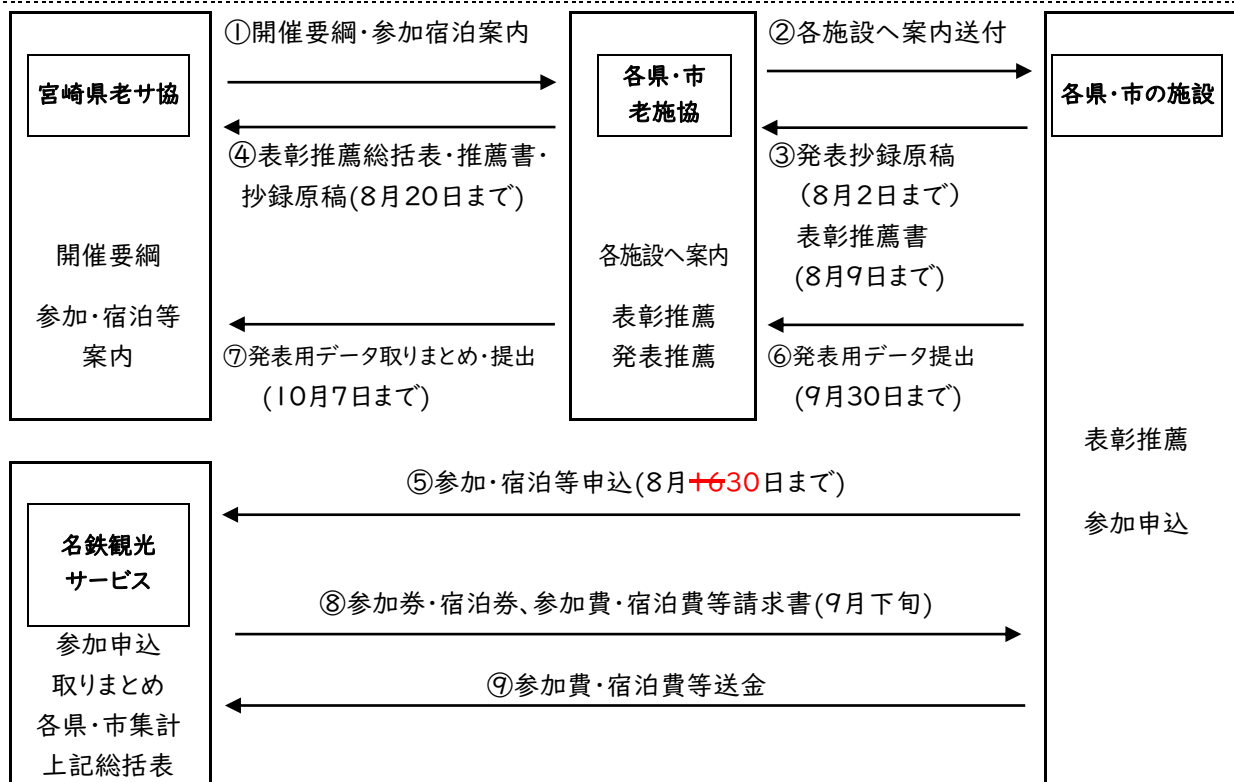 ①開催要綱・参加宿泊案内
②各施設へ案内送付
宮崎県老サ協
各県・市
老施協
各県・市の施設
④表彰推薦総括表・推薦書・
抄録原稿(8月20日まで)
③発表抄録原稿
(8月2日まで)
表彰推薦書
(8月9日まで)
開催要綱
参加・宿泊等
案内
各施設へ案内
表彰推薦
発表推薦
⑦発表用データ取りまとめ・提出
(10月7日まで)
⑥発表用データ提出
(9月30日まで)
表彰推薦
参加申込
⑤参加・宿泊等申込(8月1630日まで)
名鉄観光
サービス
⑧参加券・宿泊券、参加費・宿泊費等請求書(9月下旬)
参加申込
取りまとめ
各県・市集計
上記総括表
⑨参加費・宿泊費等送金